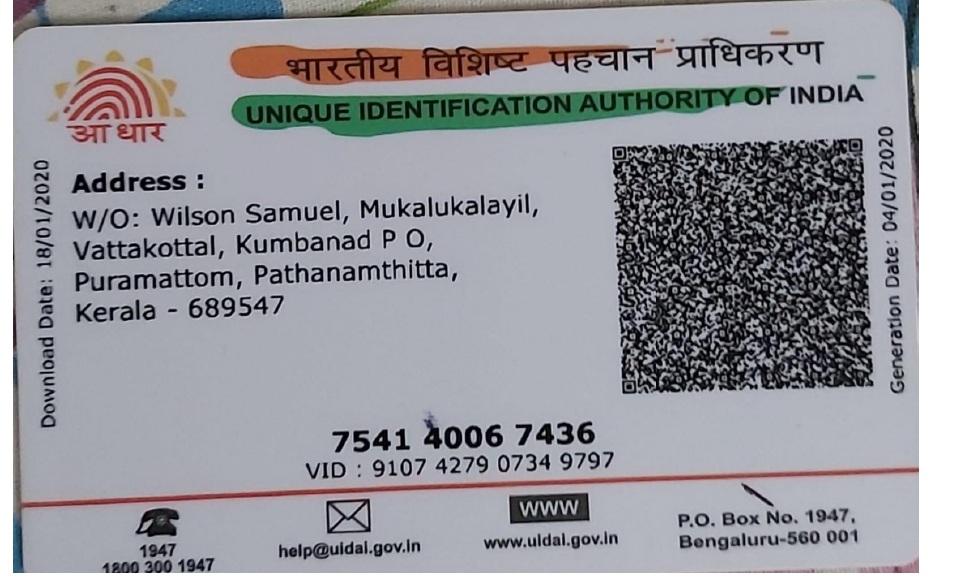 भारतीय विशिष्ट पहचान प्राधिकरण
UNIQUE IDENTIFICATION AUTHORITY OF INDIA
आधार
Address :
W/O: Wilson Samuel, Mukalukalayil,
Vattakottal, Kumbanad P O,
Puramattom, Pathanamthitta,
Kerala - 689547
Download Date: 18/01/2020
Generation Date: 04/01/2020
7541 4006 7436
VID : 9107 4279 0734 9797
1947
1800 300 1947
help@uidai.gov.in
www
www.uidai.gov.in
P.O. Box No. 1947,
Bengaluru-560 001